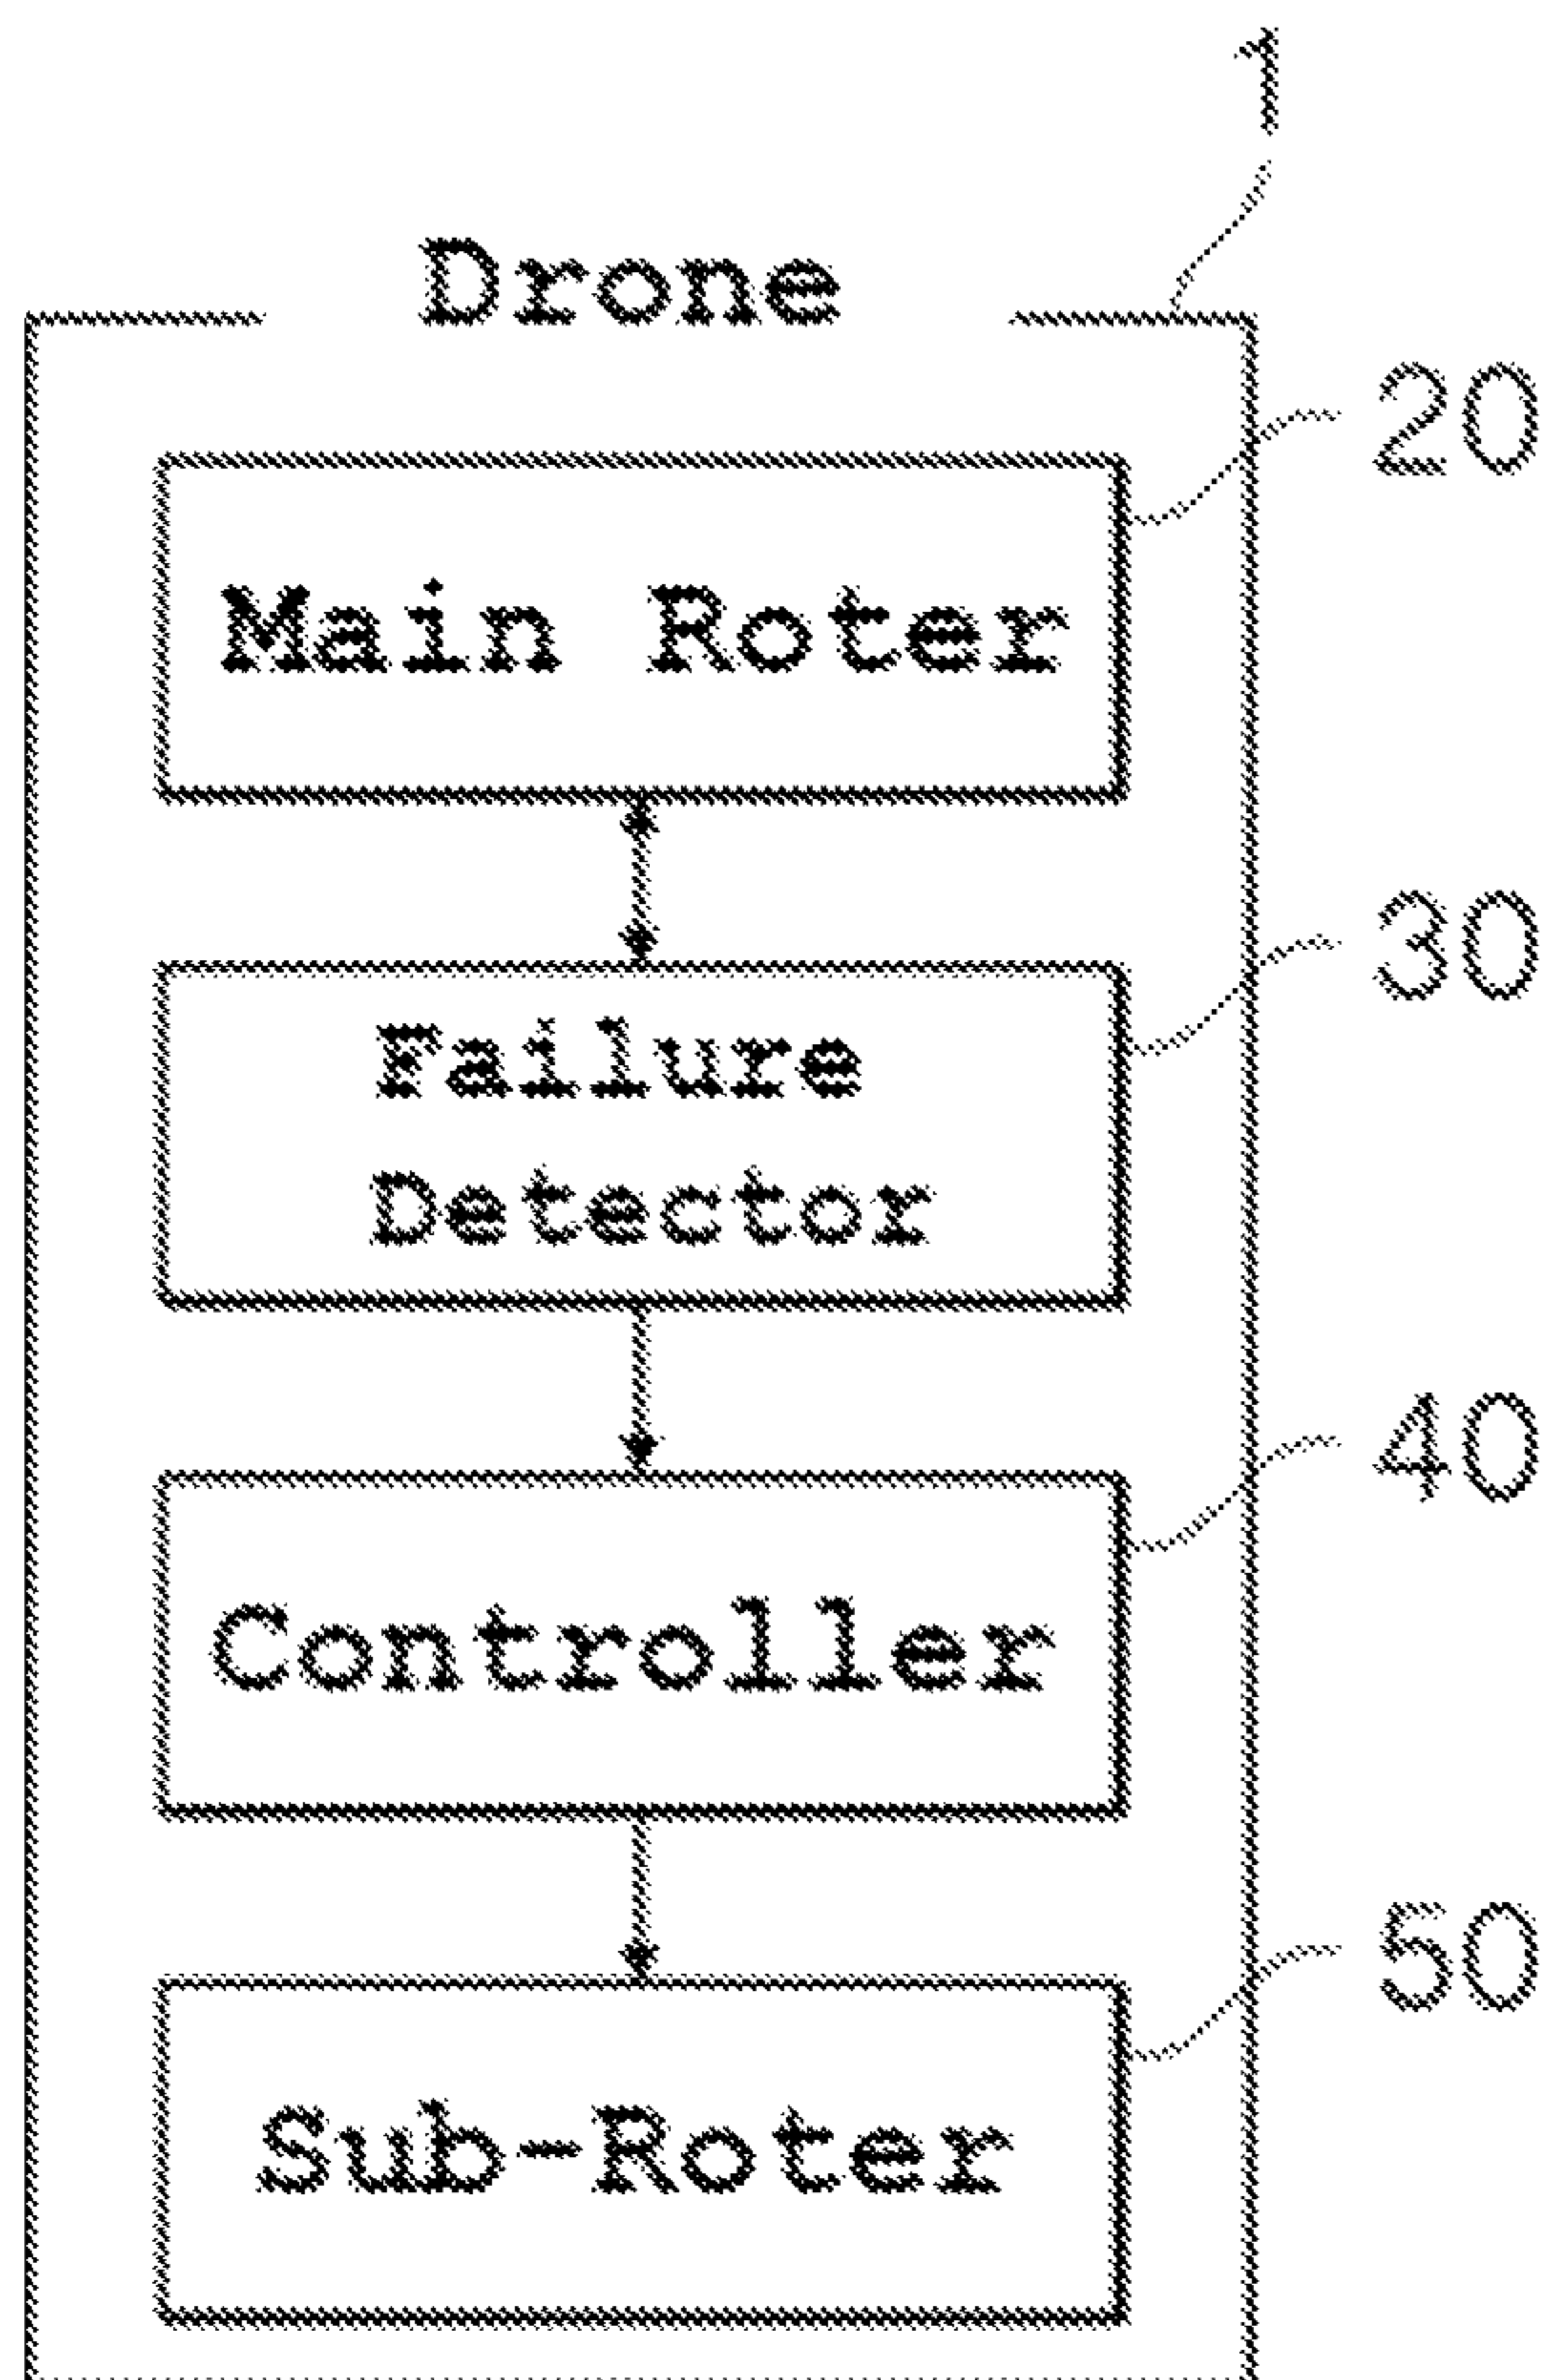 1
Drone
20
Main Roter
30
Failure
Detector
40
Controller
50
Sub-Roter